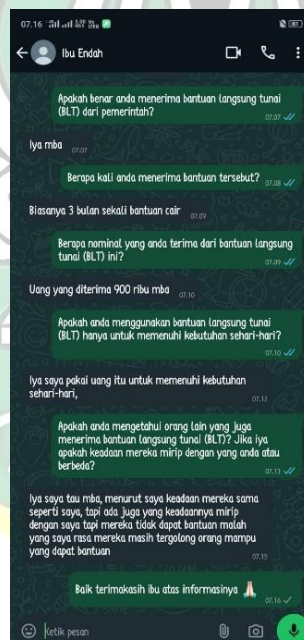 07.16
Ibu Endah
Apakah benar anda menerima bantuan langsung tunai
(BLT) dari pemerintah?
07.07
Iya mba
07.07
Berapa kali anda menerima bantuan tersebut?
07.08
Biasanya 3 bulan sekali bantuan cair
07.09
Berapa nominal yang anda terima dari bantuan langsung
tunai (BLT) ini?
07.09
Uang yang diterima 900 ribu mba
07.10
Apakah anda menggunakan bantuan langsung tunai
(BLT) hanya untuk memenuhi kebutuhan sehari-hari?
07.10
Iya saya pakai uang itu untuk memenuhi kebutuhan
sehari-hari,
07.12
Apakah anda mengetahui orang lain yang juga
menerima bantuan langsung tunai (BLT)? Jika iya
apakah keadaan mereka mirip dengan yang anda atau
berbeda?
07.13
Iya saya tau mba, menurut saya keadaan mereka sama
seperti saya, tapi ada juga yang keadaannya mirip
dengan saya tapi mereka tidak dapat bantuan malah
yang saya rasa mereka masih tergolong orang mampu
yang dapat bantuan
07.15
Baik terimakasih ibu atas informasinya 🙏🏻
07.16
Ketik pesan